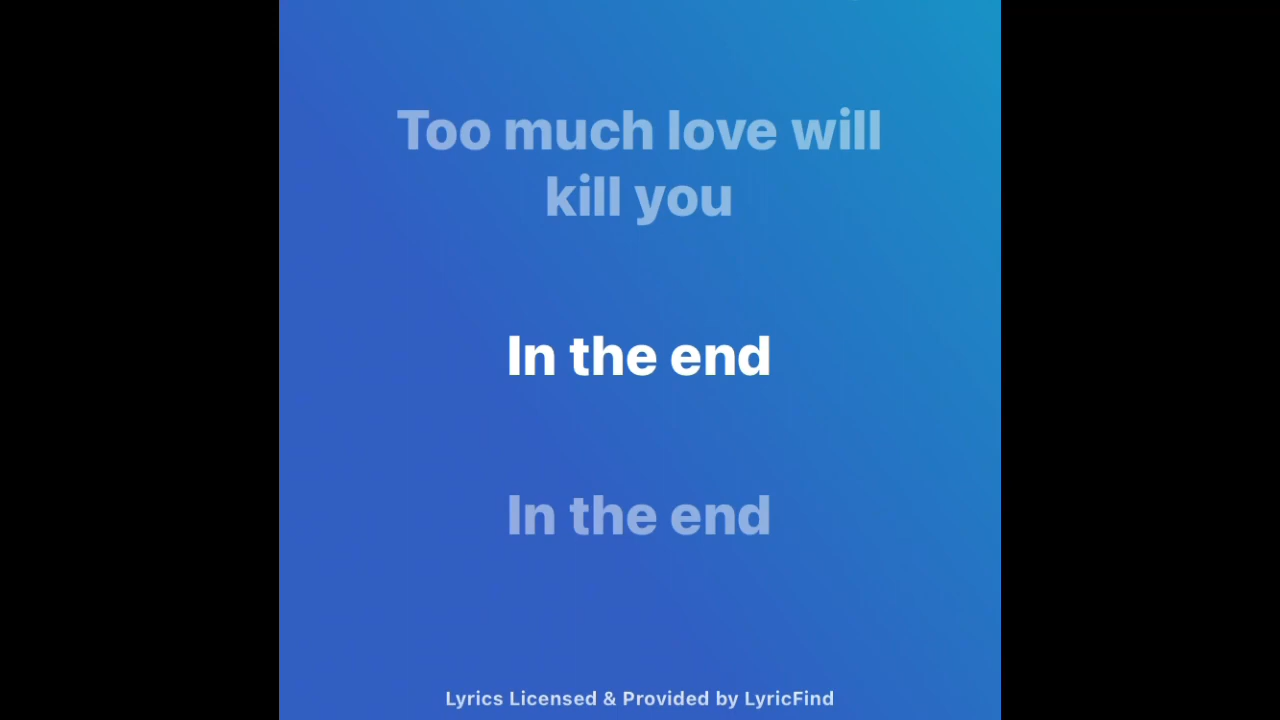 Too much love will
kill you
In the end
In the end
Lyrics Licensed & Provided by LyricFind